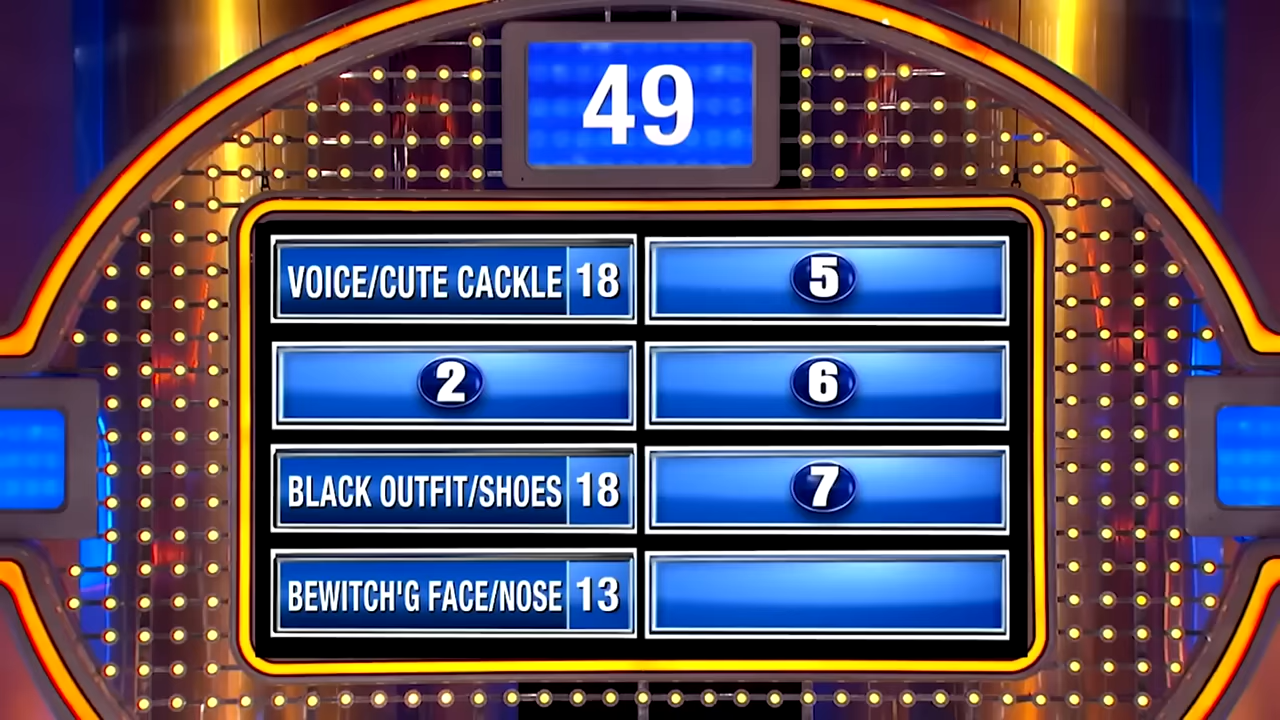 49
VOICE/CUTE CACKLE 18
5
2
6
BLACK OUTFIT/SHOES 18
7
BEWITCH'G FACE/NOSE 13